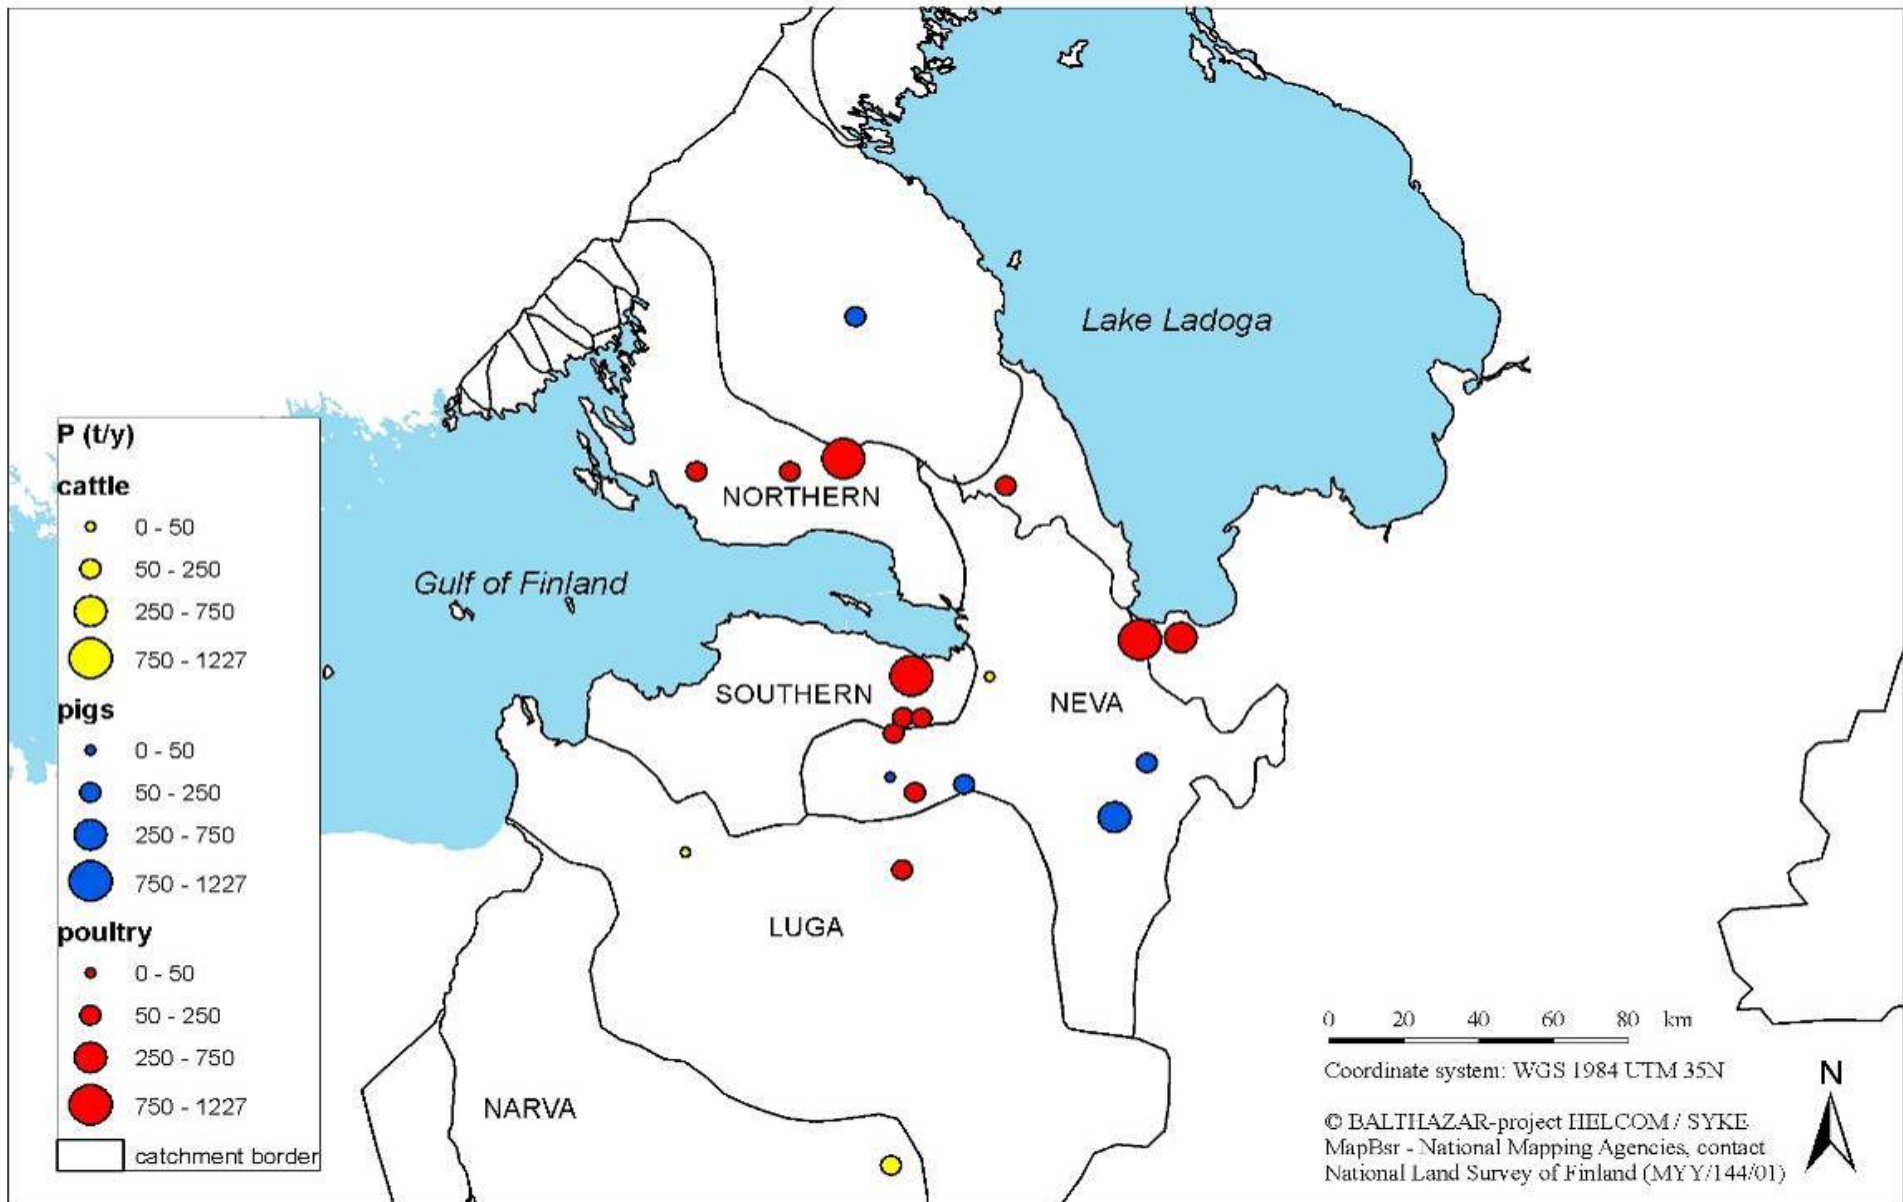 Lake Ladoga
NORTHERN
Gulf of Finland
SOUTHERN
NEVA
LUGA
NARVA
P (t/y)
cattle
0 - 50
50 - 250
250 - 750
750 - 1227
pigs
0 - 50
50 - 250
250 - 750
750 - 1227
poultry
0 - 50
50 - 250
250 - 750
750 - 1227
catchment border
0 20 40 60 80 km
Coordinate system: WGS 1984 UTM 35N
N
© BALTHAZAR-project HELCOM / SYKE
MapBsr - National Mapping Agencies, contact
National Land Survey of Finland (MYY/144/01)